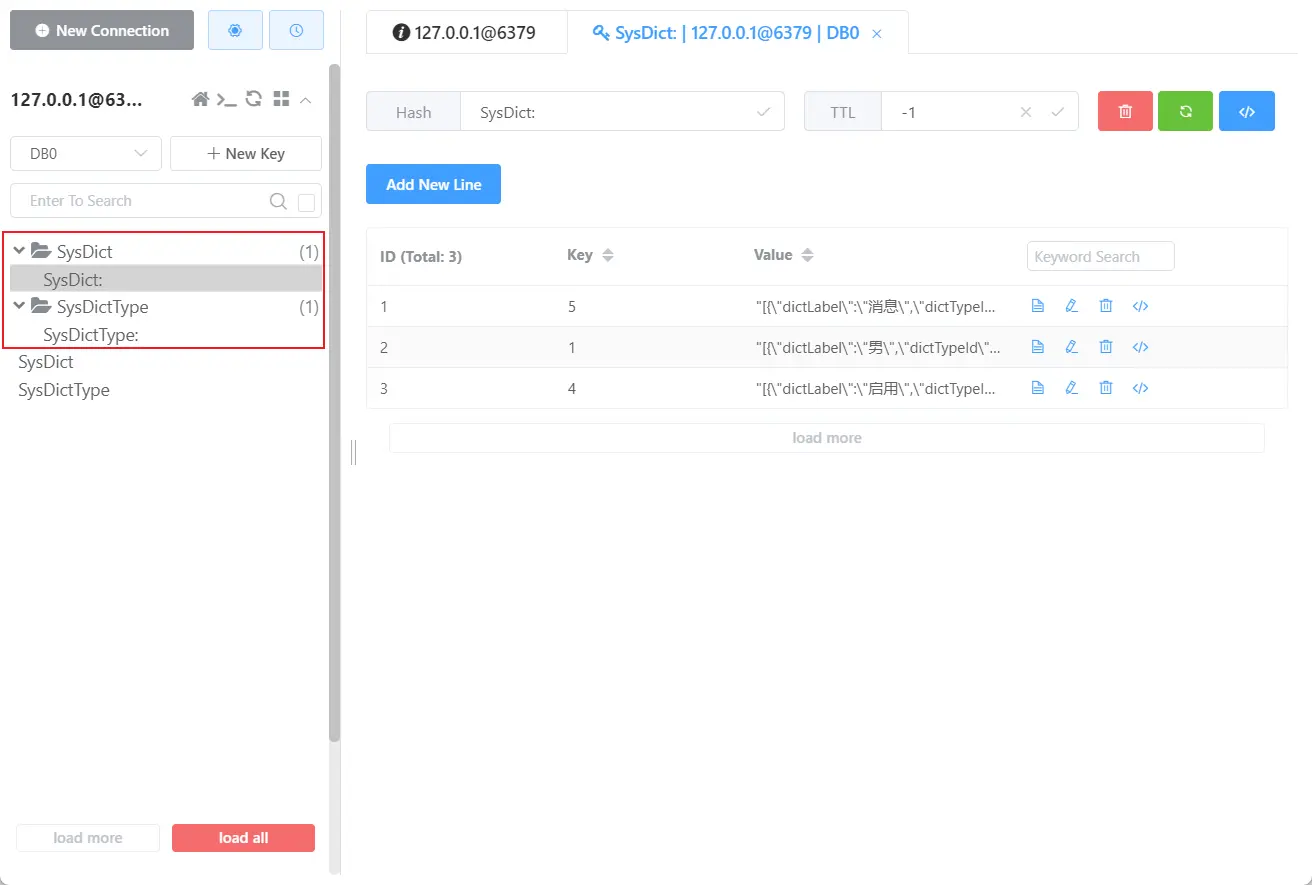 New Connection
127.0.0.1@63...
DB0
+ New Key
Enter To Search
SysDict (1)
SysDict:
SysDictType (1)
SysDictType:
SysDict
SysDictType
load more
load all
127.0.0.1@6379
SysDict: | 127.0.0.1@6379 | DB0 ×
Hash SysDict:
TTL -1
Add New Line
ID (Total: 3) Key Value Keyword Search
1 5 "[{\"dictLabel\":\"消息\",\"dictTypeI...
2 1 "[{\"dictLabel\":\"男\",\"dictTypeId\"...
3 4 "[{\"dictLabel\":\"启用\",\"dictTypeI...
load more